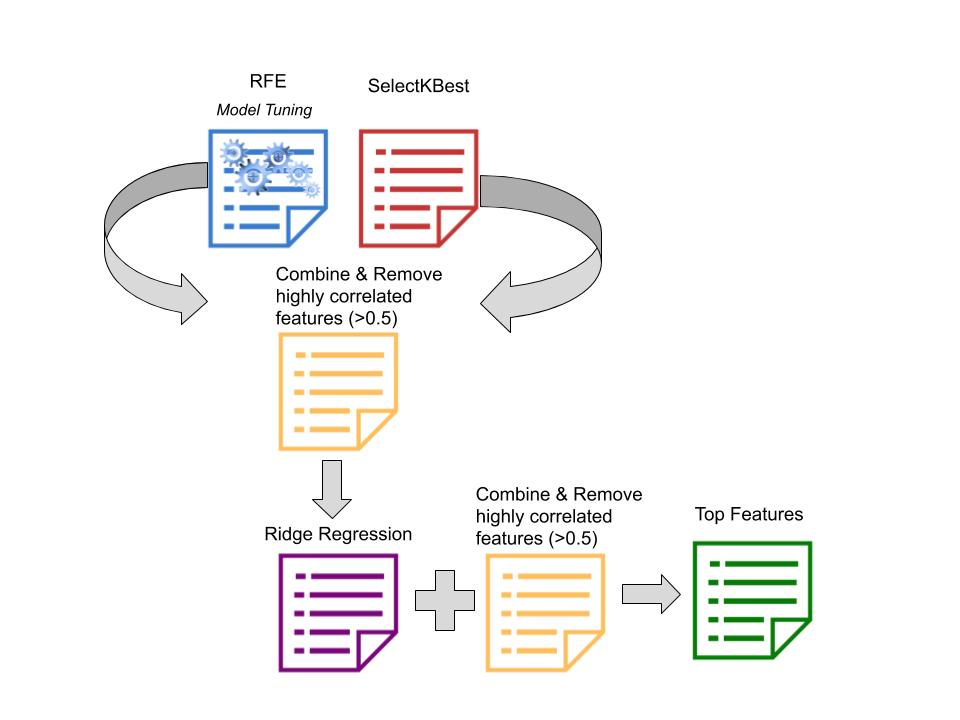 RFE
Model Tuning
SelectKBest
Combine & Remove
highly correlated
features (>0.5)
Ridge Regression
Combine & Remove
highly correlated
features (>0.5)
Top Features